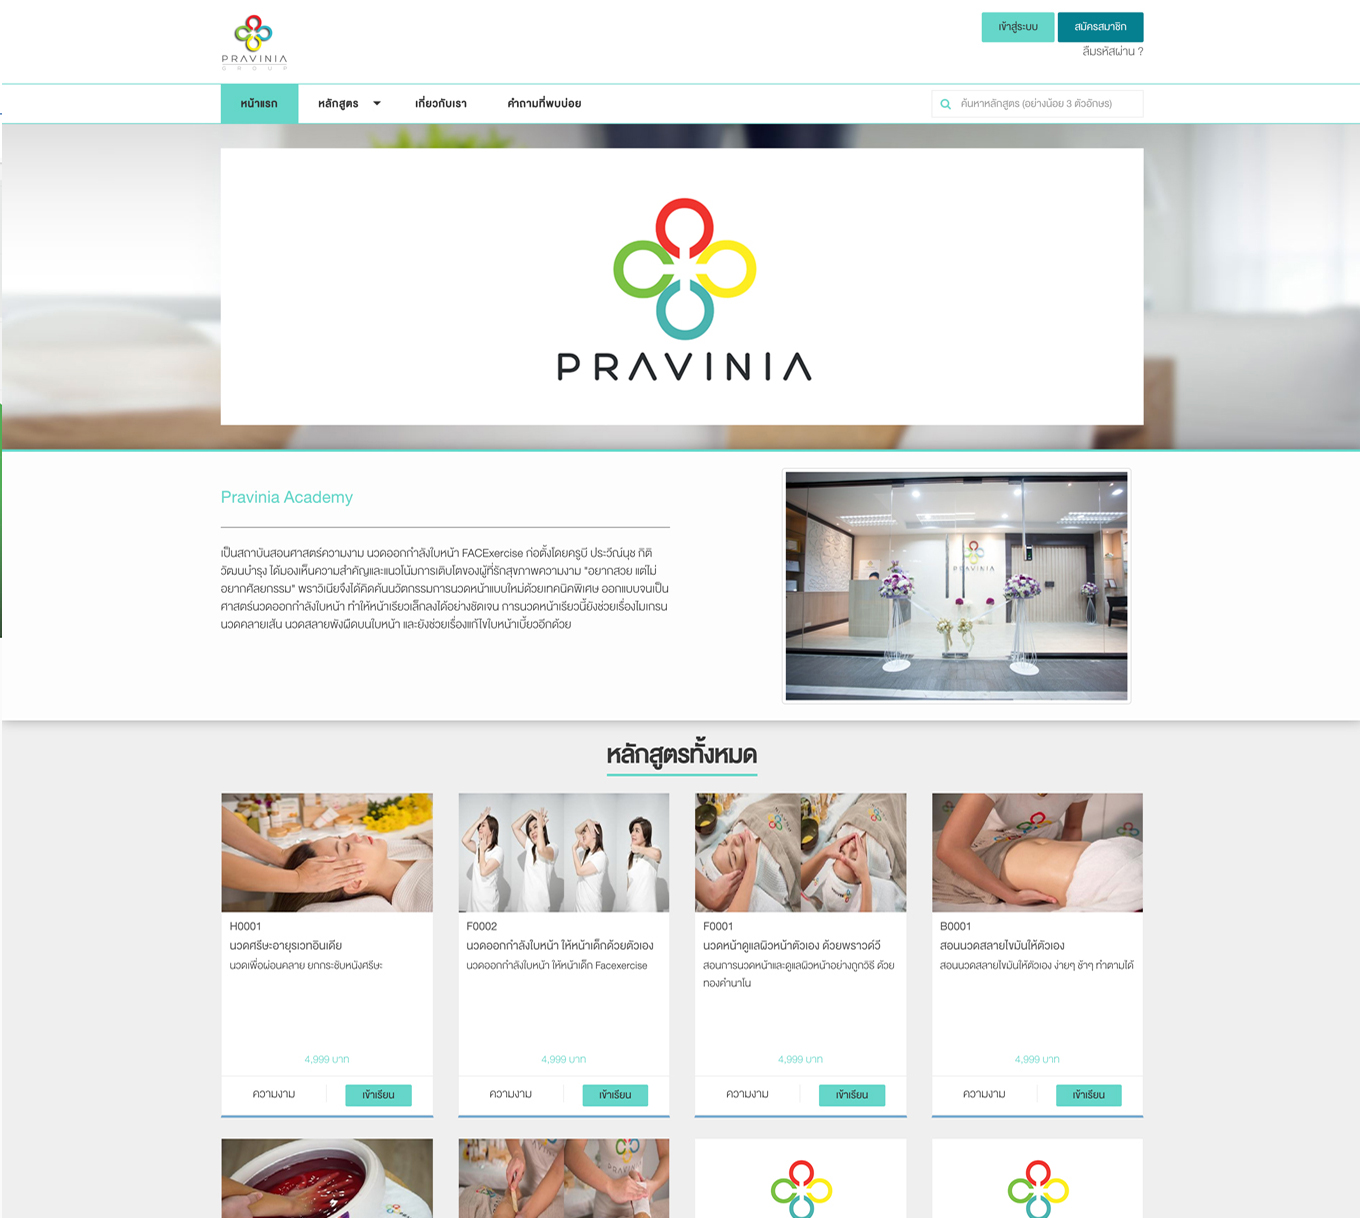 PRAVINIA
GROUP
เข้าสู่ระบบ
สมัครสมาชิก
ลืมรหัสผ่าน ?
หน้าแรก
หลักสูตร
เกี่ยวกับเรา
คำถามที่พบบ่อย
ค้นหาหลักสูตร (อย่างน้อย 3 ตัวอักษร)
PRAVINIA
Pravinia Academy
เป็นสถาบันสอนศาสตร์ความงาม นวดออกกำลังใบหน้า FACExercise ก่อตั้งโดยครูบี ประวีณ์นุช กิติ
วัฒนบำรุง ได้มองเห็นความสำคัญและแนวโน้มการเติบโตของผู้ที่รักสุขภาพความงาม "อยากสวย แต่ไม่
อยากศัลยกรรม" พราวิเนียจึงได้คิดค้นนวัตกรรมการนวดหน้าแบบใหม่ด้วยเทคนิคพิเศษ ออกแบบจนเป็น
ศาสตร์นวดออกกำลังใบหน้า ทำให้หน้าเรียวเล็กลงได้อย่างชัดเจน การนวดหน้าเรียวนี้ยังช่วยเรื่องไมเกรน
นวดคลายเส้น นวดสลายพังผืดบนใบหน้า และยังช่วยเรื่องแก้ไขใบหน้าเบี้ยวอีกด้วย
PRAVINIA
หลักสูตรทั้งหมด
H0001
นวดศรีษะอายุรเวทอินเดีย
นวดเพื่อผ่อนคลาย ยกกระชับหนังศรีษะ
4,999 บาท
ความงาม
เข้าเรียน
F0002
นวดออกกำลังใบหน้า ให้หน้าเด็กด้วยตัวเอง
นวดออกกำลังใบหน้า ให้หน้าเด็ก Facexercise
4,999 บาท
ความงาม
เข้าเรียน
F0001
นวดหน้าดูแลผิวหน้าตัวเอง ด้วยพราวด์วี
สอนการนวดหน้าและดูแลผิวหน้าอย่างถูกวิธี ด้วย
ทองคำนาโน
4,999 บาท
ความงาม
เข้าเรียน
B0001
สอนนวดสลายไขมันให้ตัวเอง
สอนนวดสลายไขมันให้ตัวเอง ง่ายๆ ช้าๆ ทำตามได้
4,999 บาท
ความงาม
เข้าเรียน
PRAVINIA